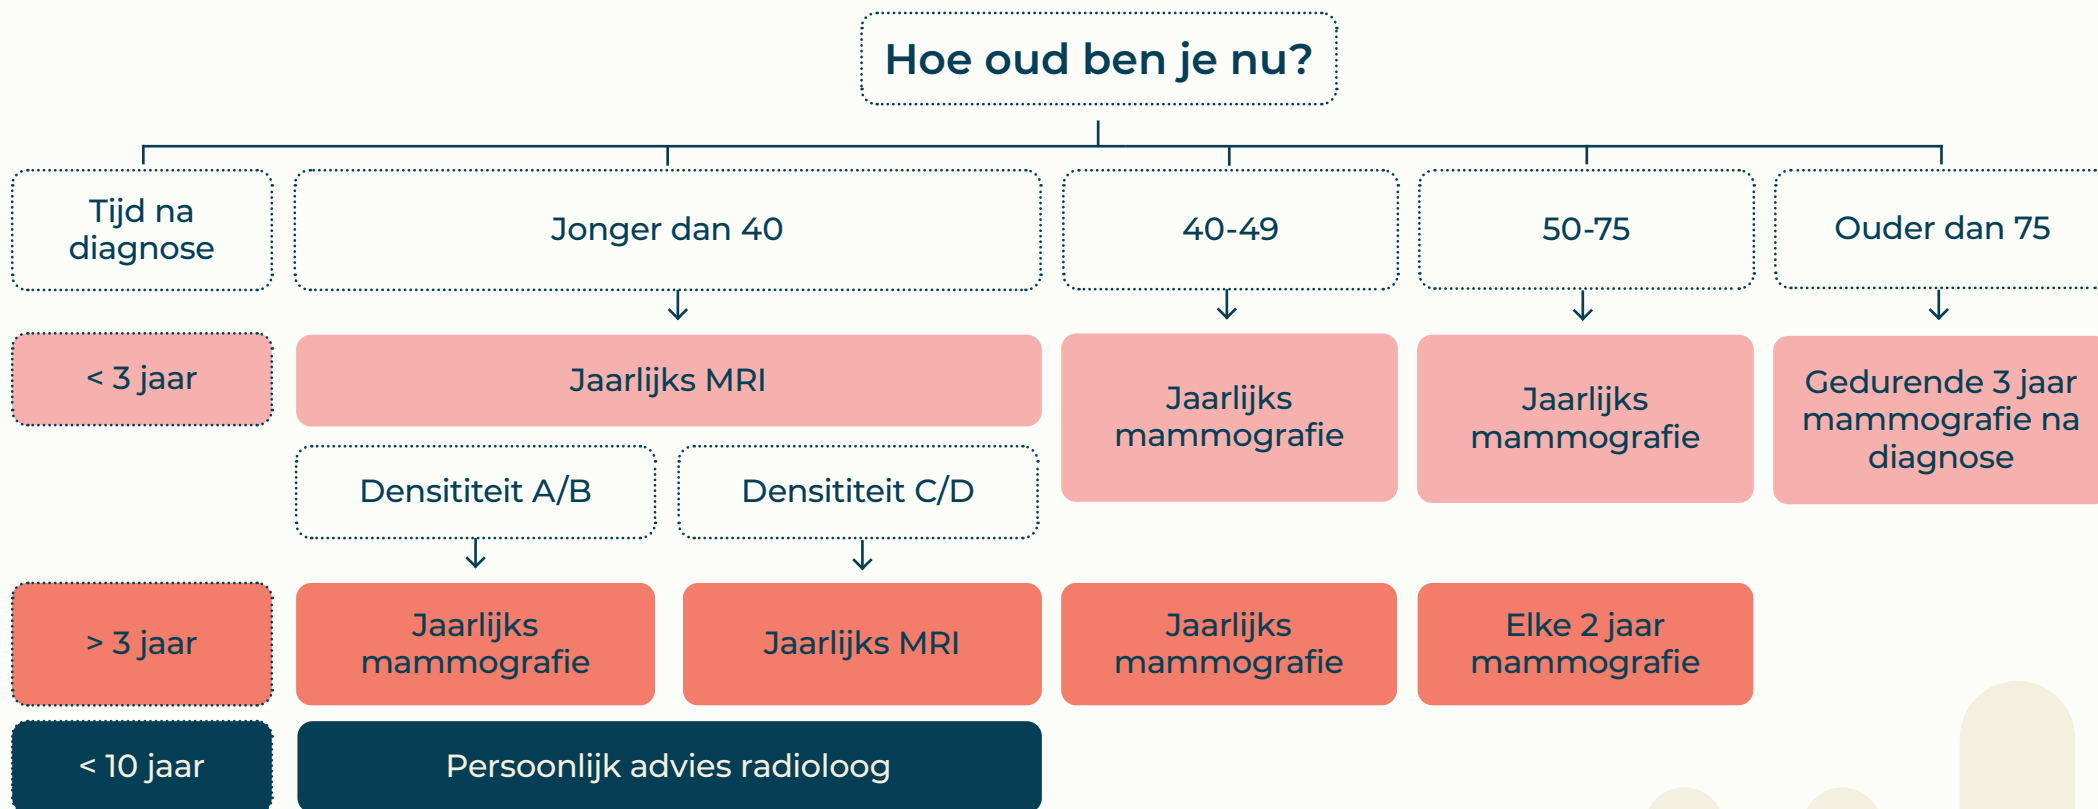 Hoe oud ben je nu?
Tijd na
diagnose
Jonger dan 40
40-49
50-75
Ouder dan 75
< 3 jaar
Jaarlijks MRI
Jaarlijks
mammografie
Jaarlijks
mammografie
Gedurende 3 jaar
mammografie na
diagnose
Densititeit A/B
Densititeit C/D
> 3 jaar
Jaarlijks
mammografie
Jaarlijks MRI
Jaarlijks
mammografie
Elke 2 jaar
mammografie
< 10 jaar
Persoonlijk advies radioloog